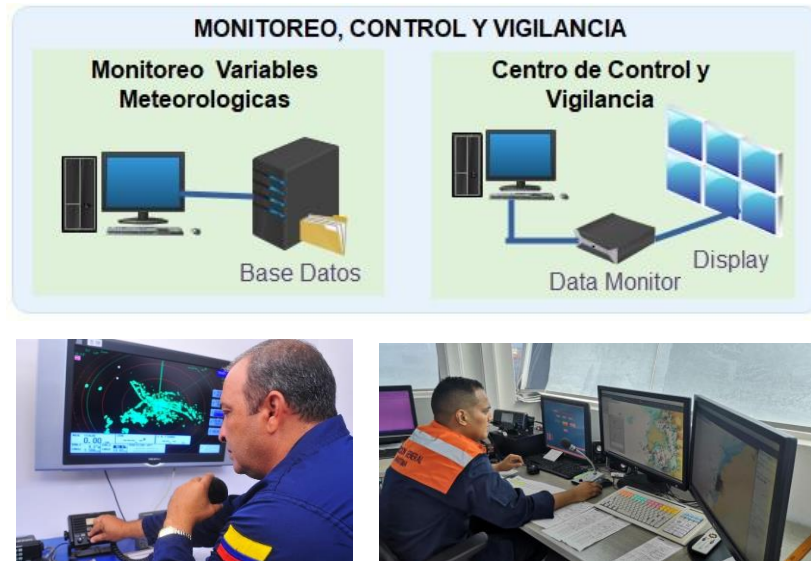 MONITOREO, CONTROL Y VIGILANCIA
Monitoreo Variables
Meteorologicas
Base Datos
Centro de Control y
Vigilancia
Data Monitor
Display
0.00